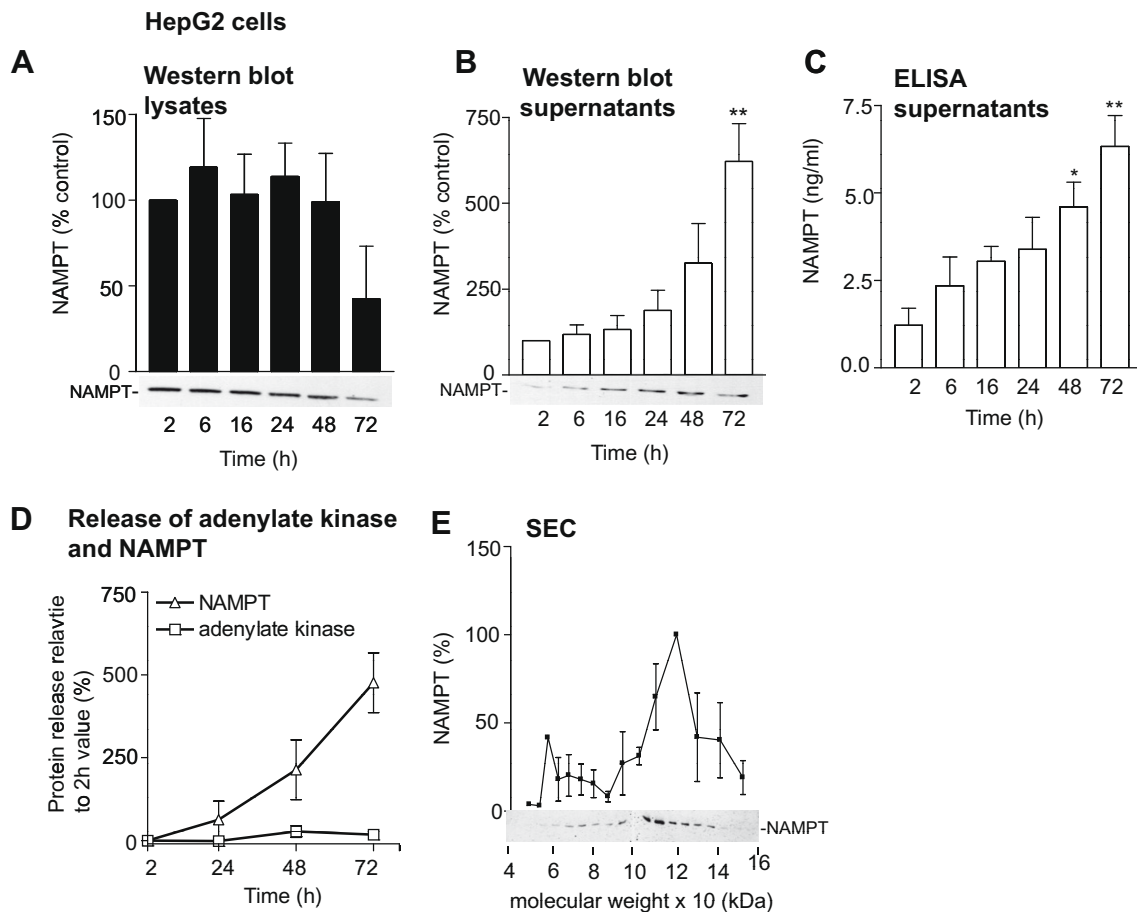 HepG2 cells
A
Western blot
lysates
NAMPT (% control)
150
100
50
0
NAMPT-
2 6 16 24 48 72
Time (h)
B
Western blot
supernatants
NAMPT (% control)
750
500
250
0
**
NAMPT-
2 6 16 24 48 72
Time (h)
C
ELISA
supernatants
NAMPT (ng/ml)
7.5
5.0
2.5
0.0
*
**
2 6 16 24 48 72
Time (h)
D
Release of adenylate kinase
and NAMPT
Protein release relavtie
to 2h value (%)
750
500
250
0
NAMPT
adenylate kinase
2 24 48 72
Time (h)
E
SEC
NAMPT (%)
150
100
50
0
-NAMPT
4 6 8 10 12 14 16
molecular weight x 10 (kDa)